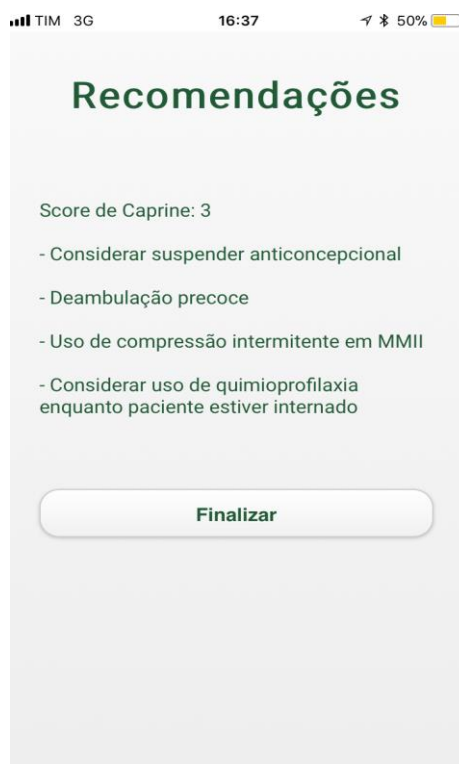 TIM 3G 16:37 50%
Recomendações
Score de Caprine: 3
- Considerar suspender anticoncepcional
- Deambulação precoce
- Uso de compressão intermitente em MMII
- Considerar uso de quimioprofilaxia
enquanto paciente estiver internado
Finalizar